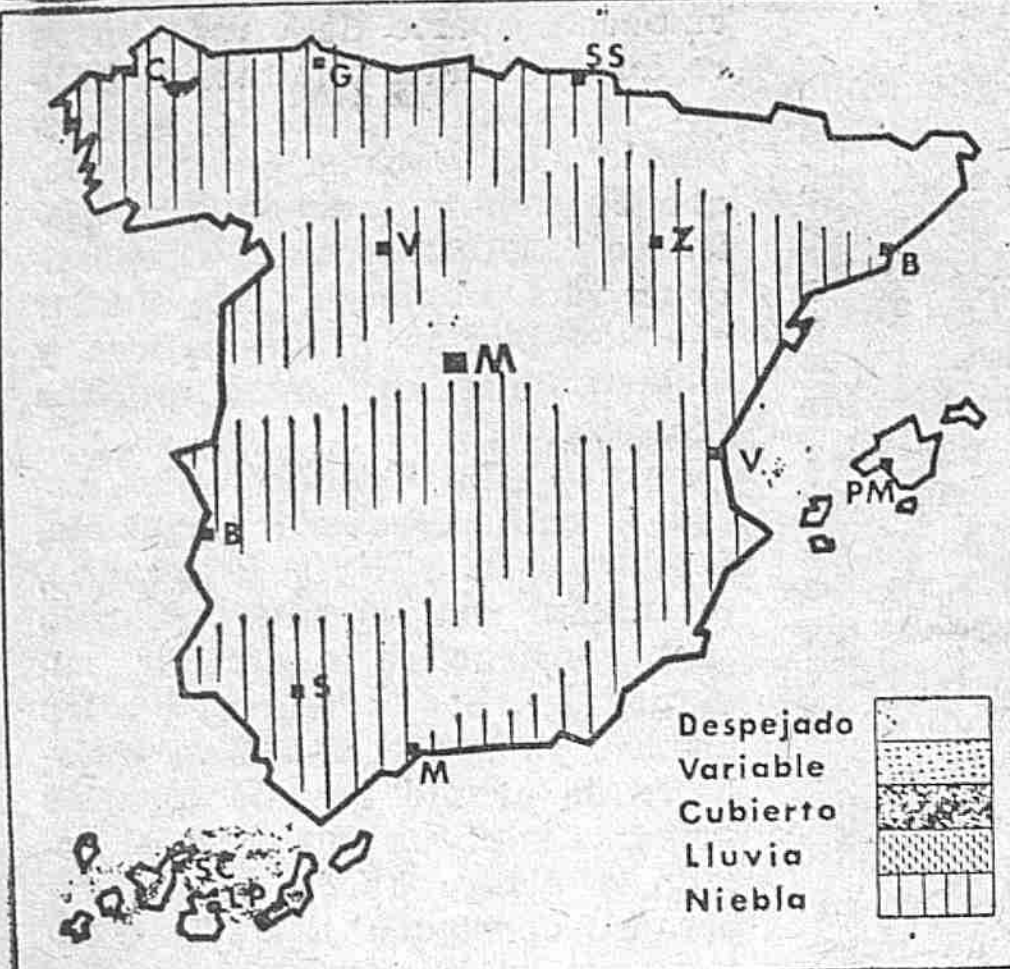 SS
C
G
V
Z
B
M
V
PM
B
S
M
SC
LP
Despejado
Variable
Cubierto
Lluvia
Niebla